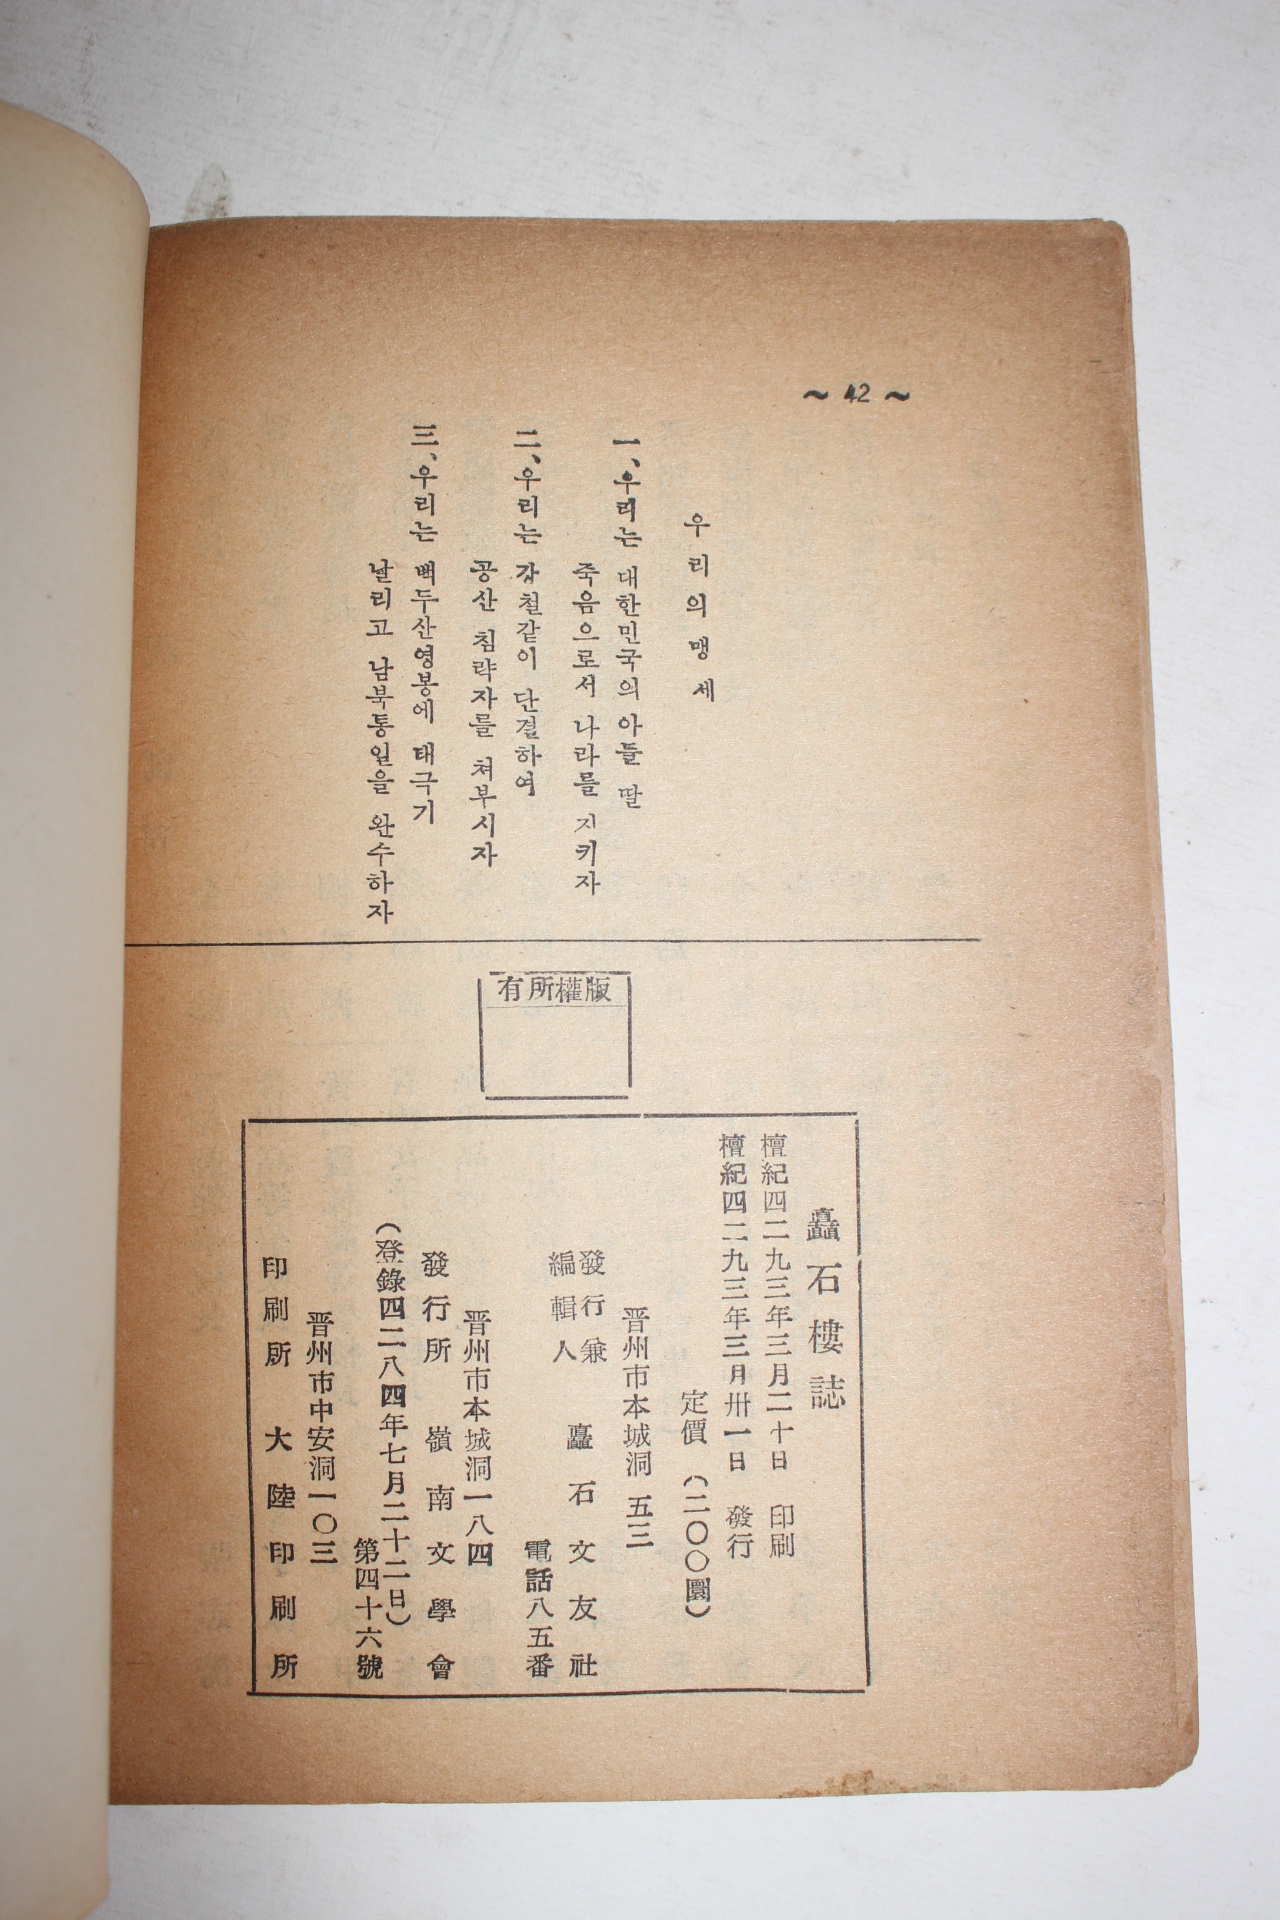 ~ 42 ~
우리의 맹세
一、우리는 대한민국의 아들 딸
죽음으로서 나라를 지키자
二、우리는 강철같이 단결하여
공산 침략자를 쳐부시자
三、우리는 백두산영봉에 태극기
날리고 남북통일을 완수하자
有所權版
矗石樓誌
檀紀四二九三年三月二十日 印刷
檀紀四二九三年三月卅一日 發行
定價 (二〇〇圜)
晋州市本城洞 五三
發行兼
編輯人 矗石文友社
電話八五番
晋州市本城洞一八四
發行所 嶺南文學會
(登錄四二八四年七月二十二日)
第四十六號
晋州市中安洞一〇三
印刷所 大陸印刷所